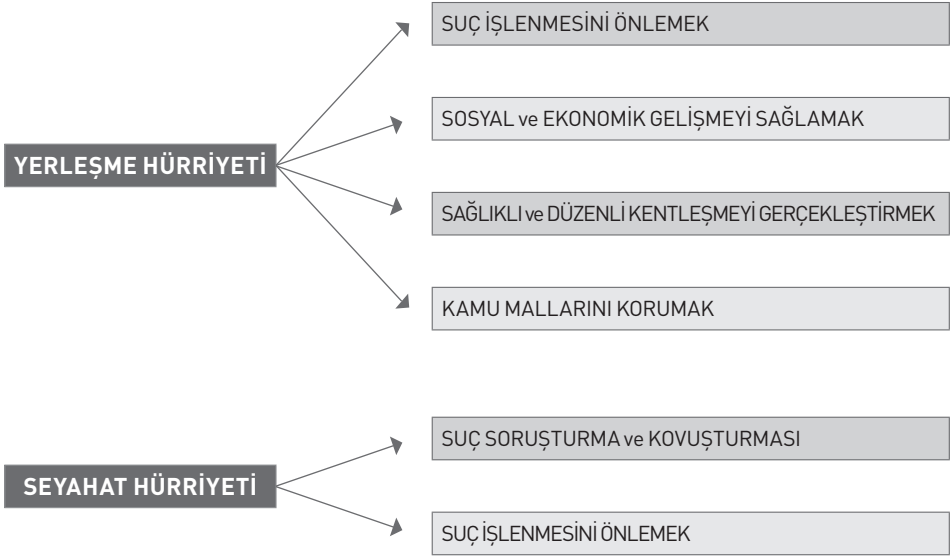 SUÇ İŞLENMESİNİ ÖNLEMEK
SOSYAL ve EKONOMİK GELİŞMEYİ SAĞLAMAK
YERLEŞME HÜRRİYETİ
SAĞLIKLI ve DÜZENLİ KENTLEŞMEYİ GERÇEKLEŞTİRMEK
KAMU MALLARINI KORUMAK
SUÇ SORUŞTURMA ve KOVUŞTURMASI
SEYAHAT HÜRRİYETİ
SUÇ İŞLENMESİNİ ÖNLEMEK